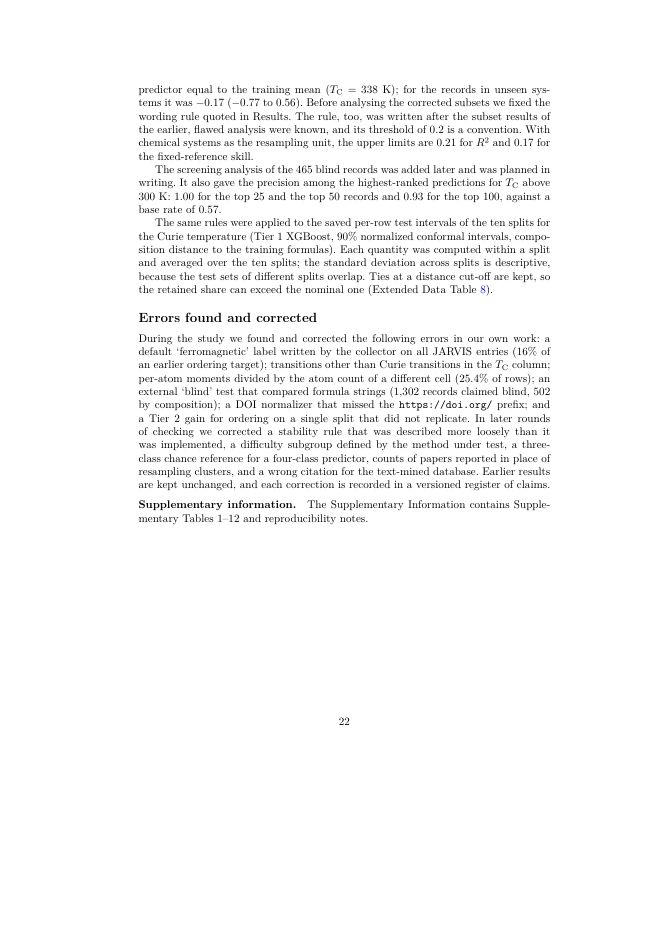 predictor equal to the training mean (TC = 338 K); for the records in unseen sys-
tems it was −0.17 (−0.77 to 0.56). Before analysing the corrected subsets we fixed the
wording rule quoted in Results. The rule, too, was written after the subset results of
the earlier, flawed analysis were known, and its threshold of 0.2 is a convention. With
chemical systems as the resampling unit, the upper limits are 0.21 for R² and 0.17 for
the fixed-reference skill.
The screening analysis of the 465 blind records was added later and was planned in
writing. It also gave the precision among the highest-ranked predictions for TC above
300 K: 1.00 for the top 25 and the top 50 records and 0.93 for the top 100, against a
base rate of 0.57.
The same rules were applied to the saved per-row test intervals of the ten splits for
the Curie temperature (Tier 1 XGBoost, 90% normalized conformal intervals, compo-
sition distance to the training formulas). Each quantity was computed within a split
and averaged over the ten splits; the standard deviation across splits is descriptive,
because the test sets of different splits overlap. Ties at a distance cut-off are kept, so
the retained share can exceed the nominal one (Extended Data Table 8).
Errors found and corrected
During the study we found and corrected the following errors in our own work: a
default ‘ferromagnetic’ label written by the collector on all JARVIS entries (16% of
an earlier ordering target); transitions other than Curie transitions in the TC column;
per-atom moments divided by the atom count of a different cell (25.4% of rows); an
external ‘blind’ test that compared formula strings (1,302 records claimed blind, 502
by composition); a DOI normalizer that missed the https://doi.org/ prefix; and
a Tier 2 gain for ordering on a single split that did not replicate. In later rounds
of checking we corrected a stability rule that was described more loosely than it
was implemented, a difficulty subgroup defined by the method under test, a three-
class chance reference for a four-class predictor, counts of papers reported in place of
resampling clusters, and a wrong citation for the text-mined database. Earlier results
are kept unchanged, and each correction is recorded in a versioned register of claims.
Supplementary information. The Supplementary Information contains Supple-
mentary Tables 1–12 and reproducibility notes.
22